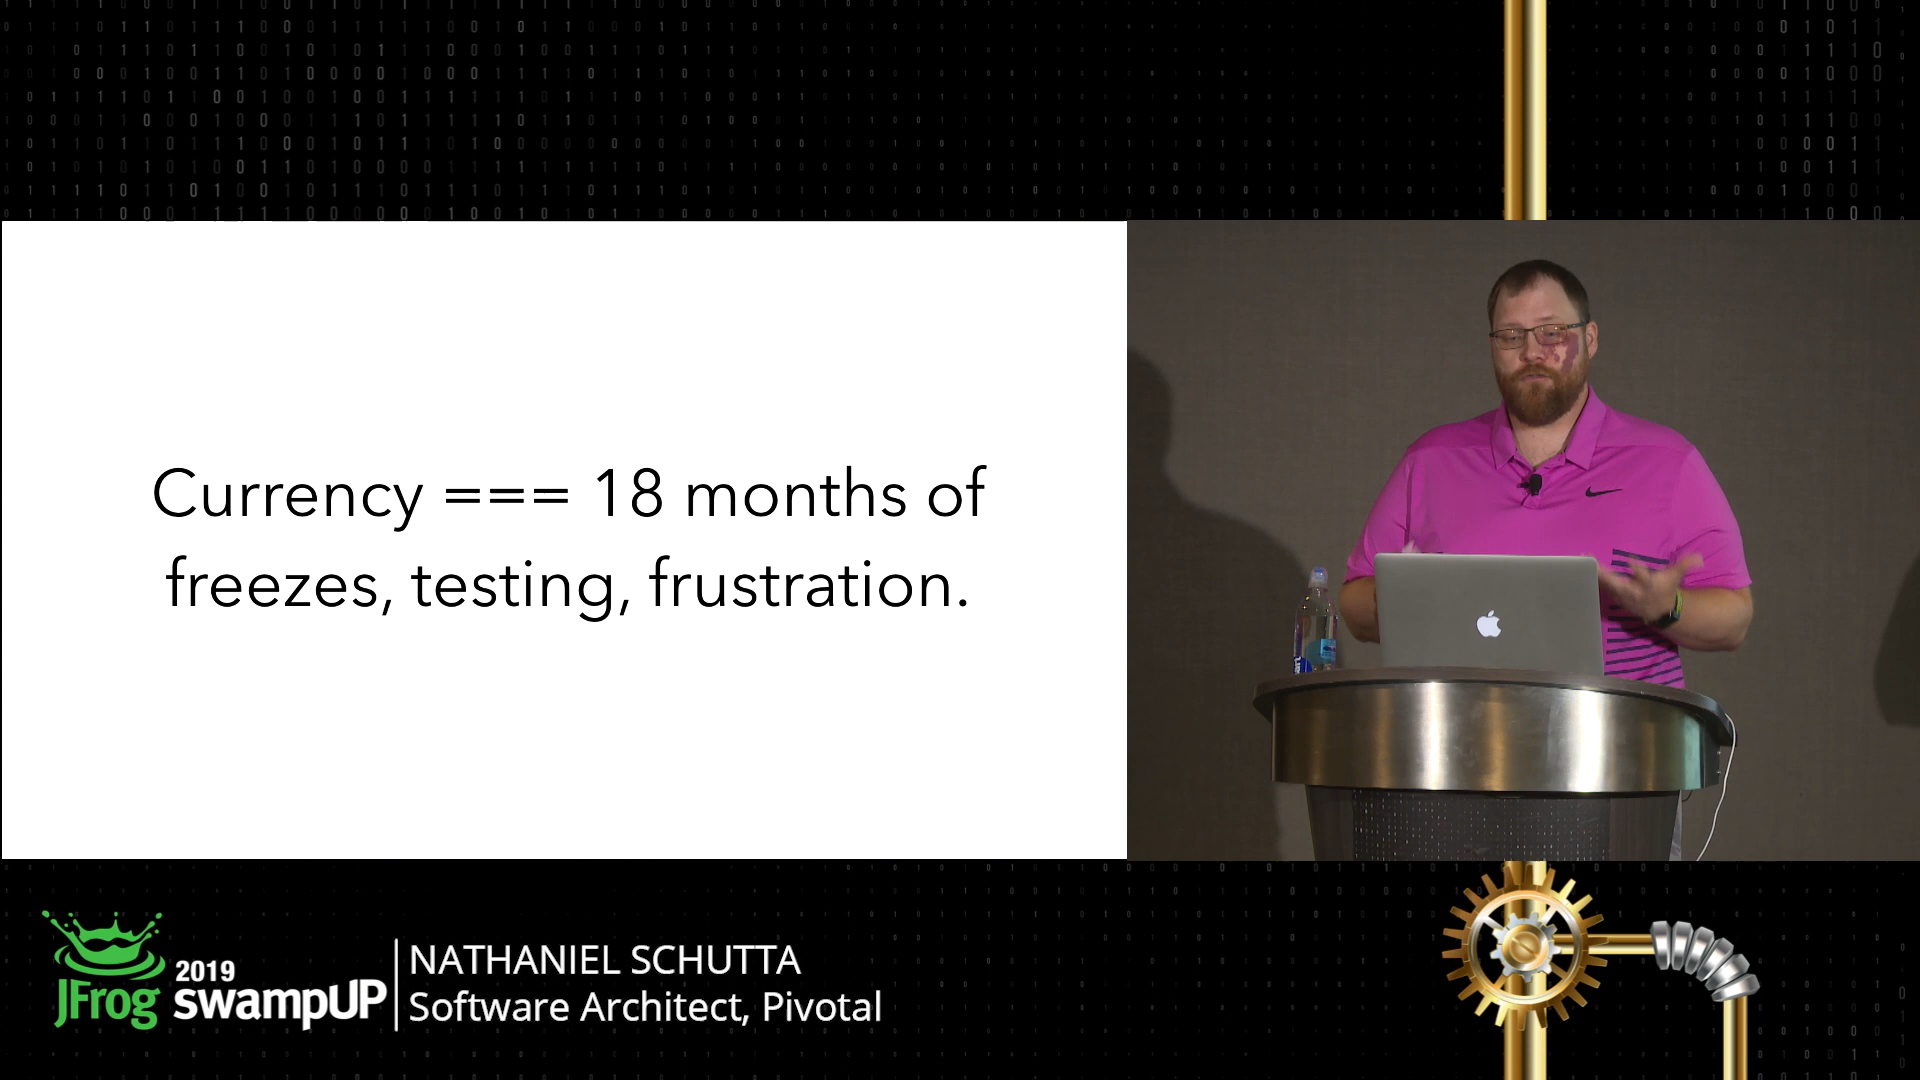 Currency === 18 months of
freezes, testing, frustration.
JFrog
2019
swampUP
NATHANIEL SCHUTTA
Software Architect, Pivotal